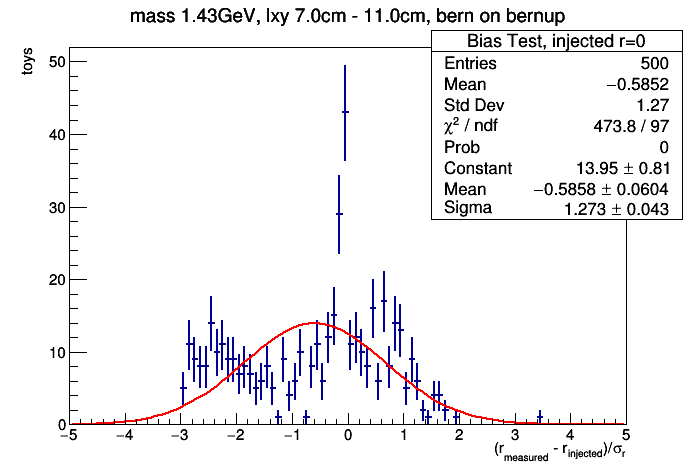 mass 1.43GeV, lxy 7.0cm - 11.0cm, bern on bernup
Bias Test, injected r=0
Entries 500
Mean −0.5852
Std Dev 1.27
χ² / ndf 473.8 / 97
Prob 0
Constant 13.95 ± 0.81
Mean −0.5858 ± 0.0604
Sigma 1.273 ± 0.043
toys
50
40
30
20
10
0
−5 −4 −3 −2 −1 0 1 2 3 4 5
(r_measured - r_injected)/σ_r